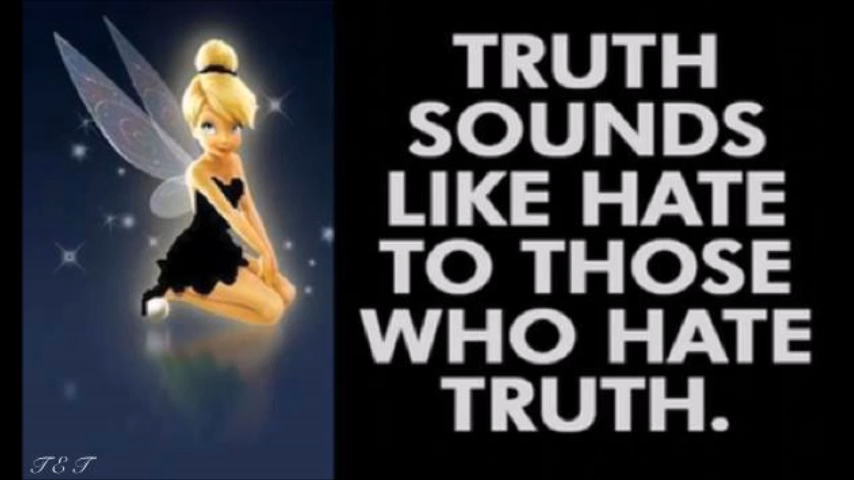 TRUTH
SOUNDS
LIKE HATE
TO THOSE
WHO HATE
TRUTH.
T&T